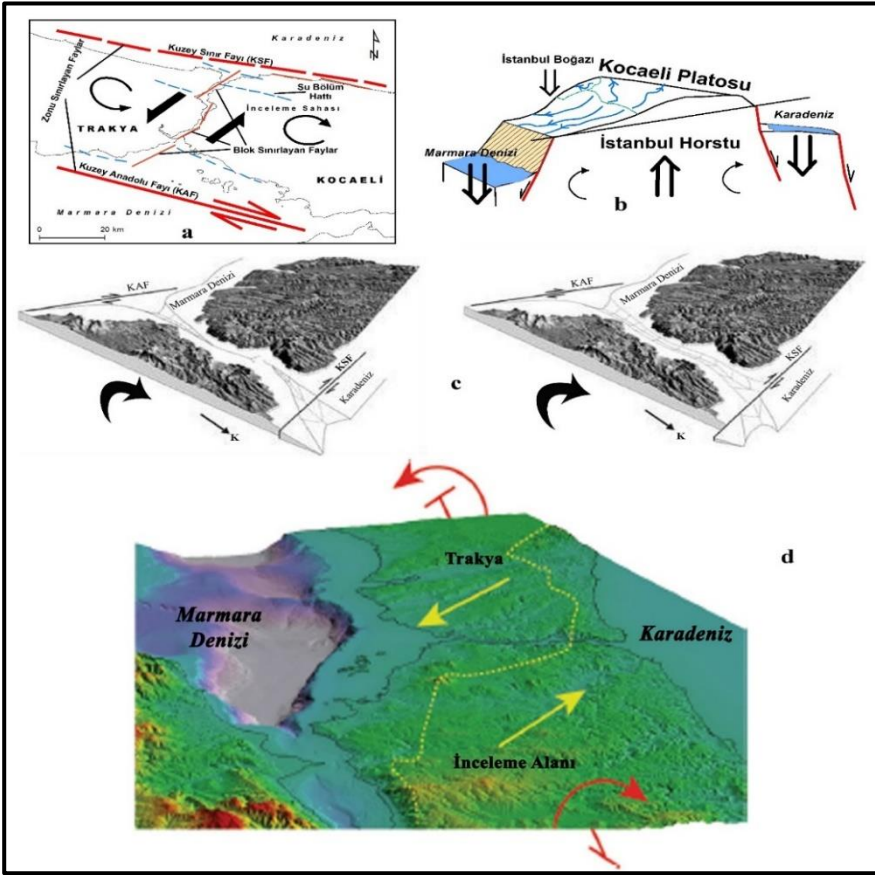 Karadeniz
Kuzey Sınır Fayı (KSF)
Zonu Sınırlayan Faylar
Su Bölüm
Hattı
İnceleme Sahası
TRAKYA
Blok Sınırlayan Faylar
KOCAELİ
Kuzey Anadolu Fayı (KAF)
Marmara Denizi
0 20 km
a
İstanbul Boğazı
Kocaeli Platosu
Karadeniz
Marmara Denizi
İstanbul Horstu
b
KAF
Marmara Denizi
KSF
Karadeniz
K
c
KAF
Marmara Denizi
KSF
Karadeniz
K
d
Trakya
Marmara
Denizi
Karadeniz
İnceleme Alanı